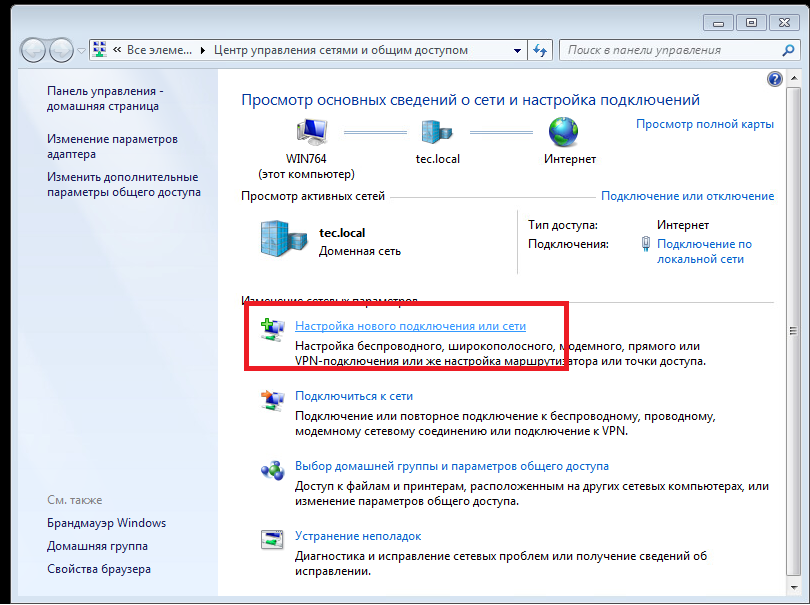 « Все элеме... ▸ Центр управления сетями и общим доступом
Поиск в панели управления
Панель управления -
домашняя страница
Изменение параметров
адаптера
Изменить дополнительные
параметры общего доступа
См. также
Брандмауэр Windows
Домашняя группа
Свойства браузера
Просмотр основных сведений о сети и настройка подключений
Просмотр полной карты
WIN764
(этот компьютер)
tec.local
Интернет
Просмотр активных сетей
Подключение или отключение
tec.local
Доменная сеть
Тип доступа: Интернет
Подключения: Подключение по
локальной сети
Изменение сетевых параметров
Настройка нового подключения или сети
Настройка беспроводного, широкополосного, модемного, прямого или
VPN-подключения или же настройка маршрутизатора или точки доступа.
Подключиться к сети
Подключение или повторное подключение к беспроводному, проводному,
модемному сетевому соединению или подключение к VPN.
Выбор домашней группы и параметров общего доступа
Доступ к файлам и принтерам, расположенным на других сетевых компьютерах, или
изменение параметров общего доступа.
Устранение неполадок
Диагностика и исправление сетевых проблем или получение сведений об
исправлении.